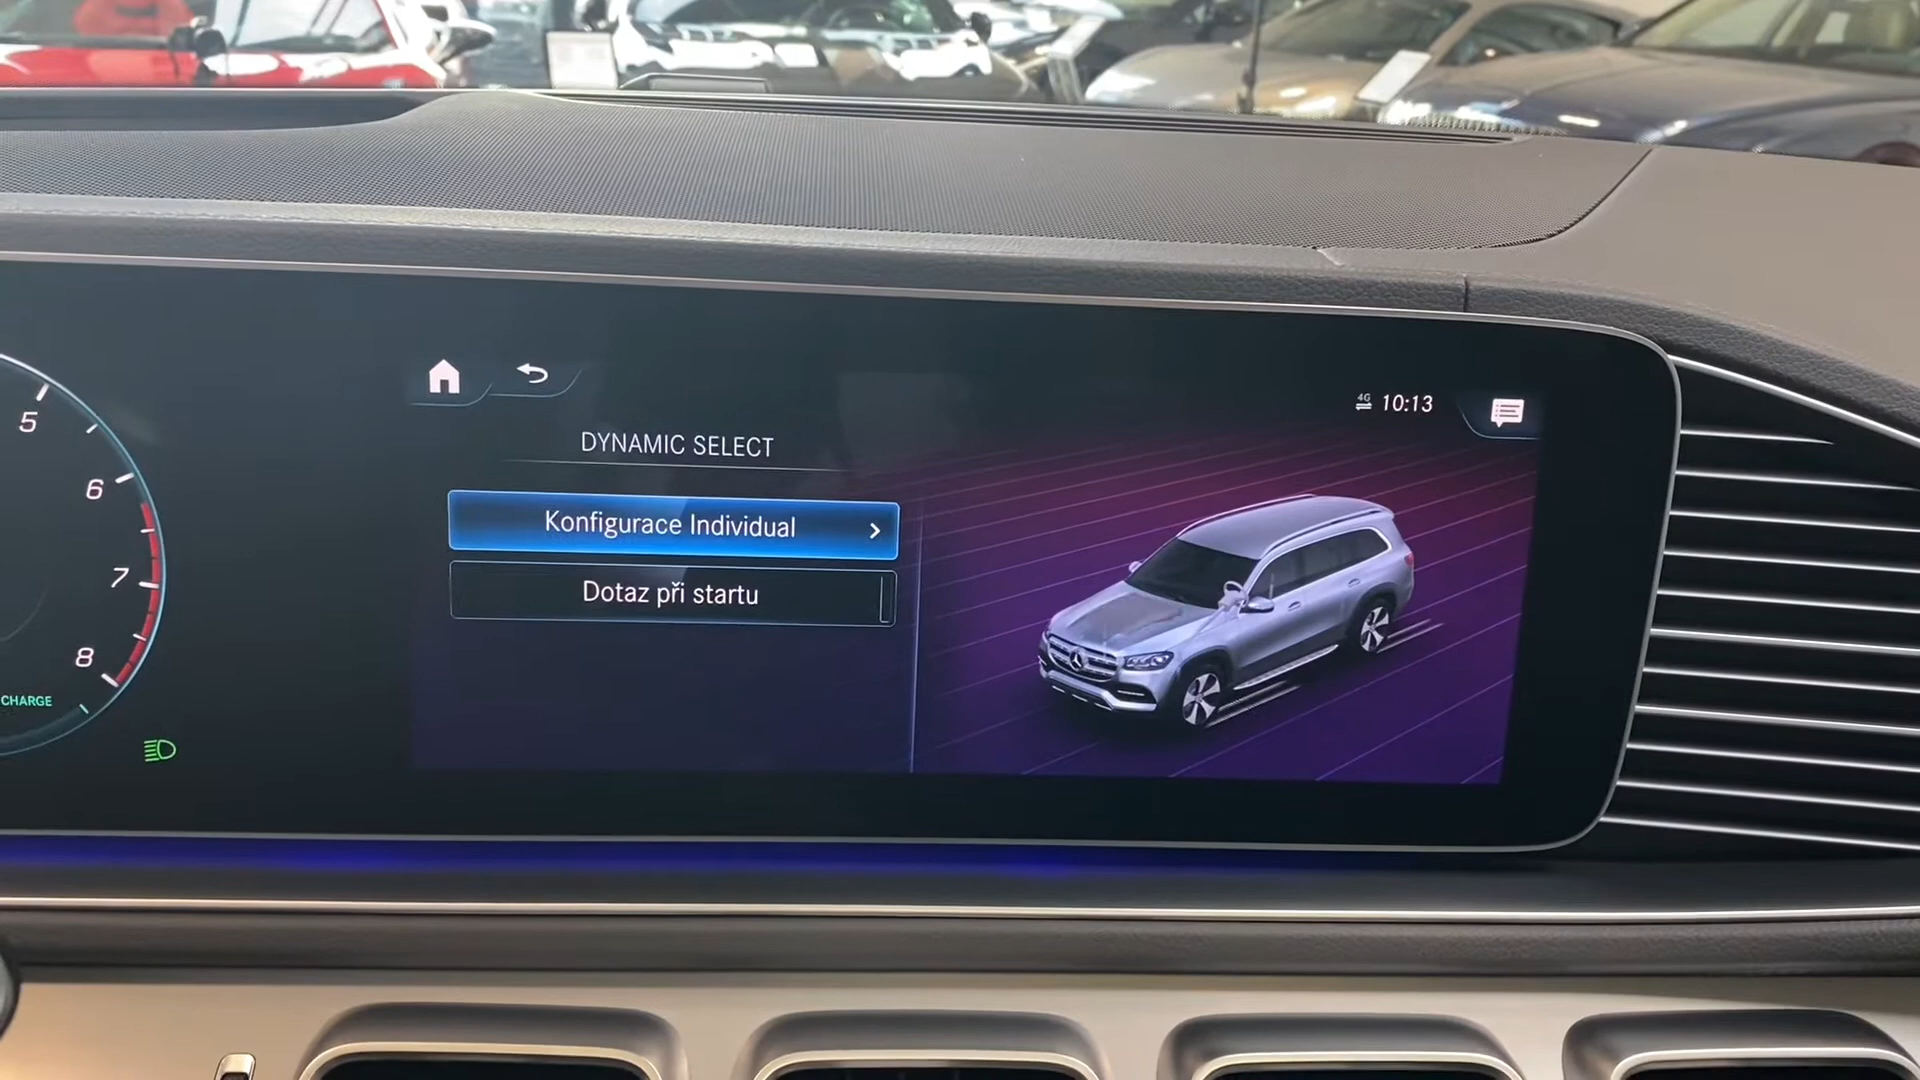 4G
10:13
DYNAMIC SELECT
Konfigurace Individual
Dotaz při startu
5
6
7
8
CHARGE